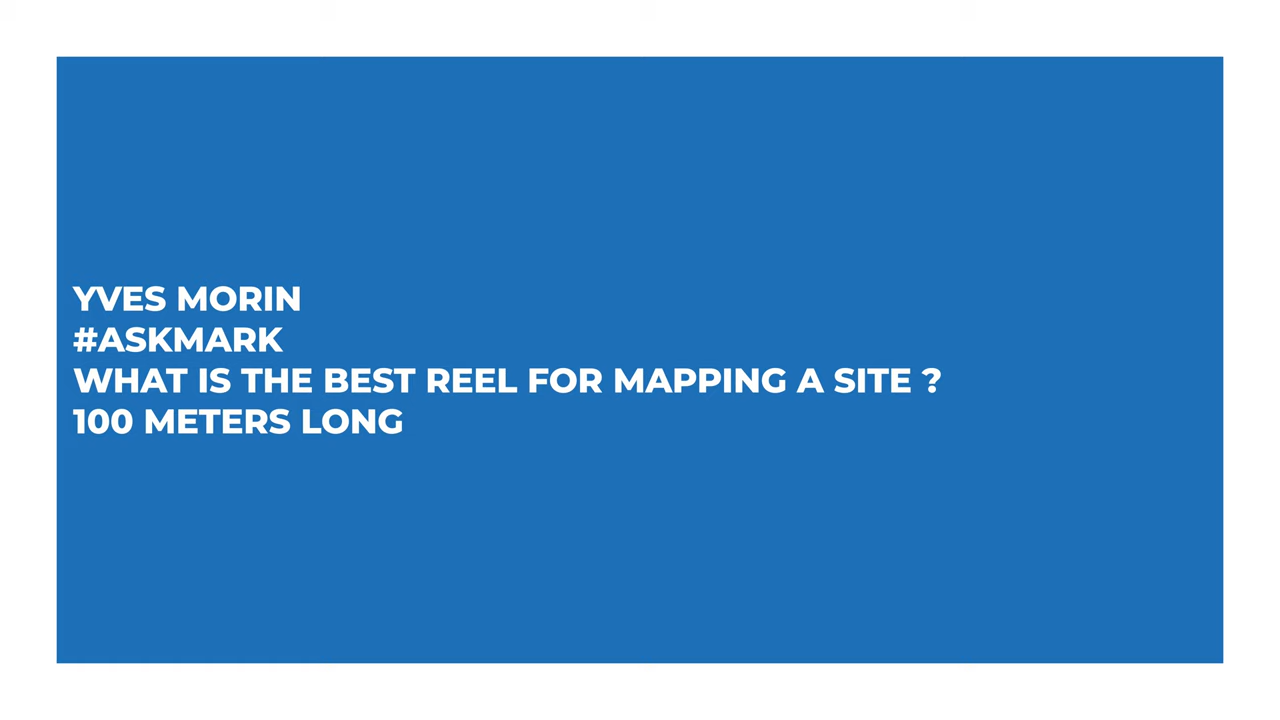 YVES MORIN
#ASKMARK
WHAT IS THE BEST REEL FOR MAPPING A SITE ?
100 METERS LONG